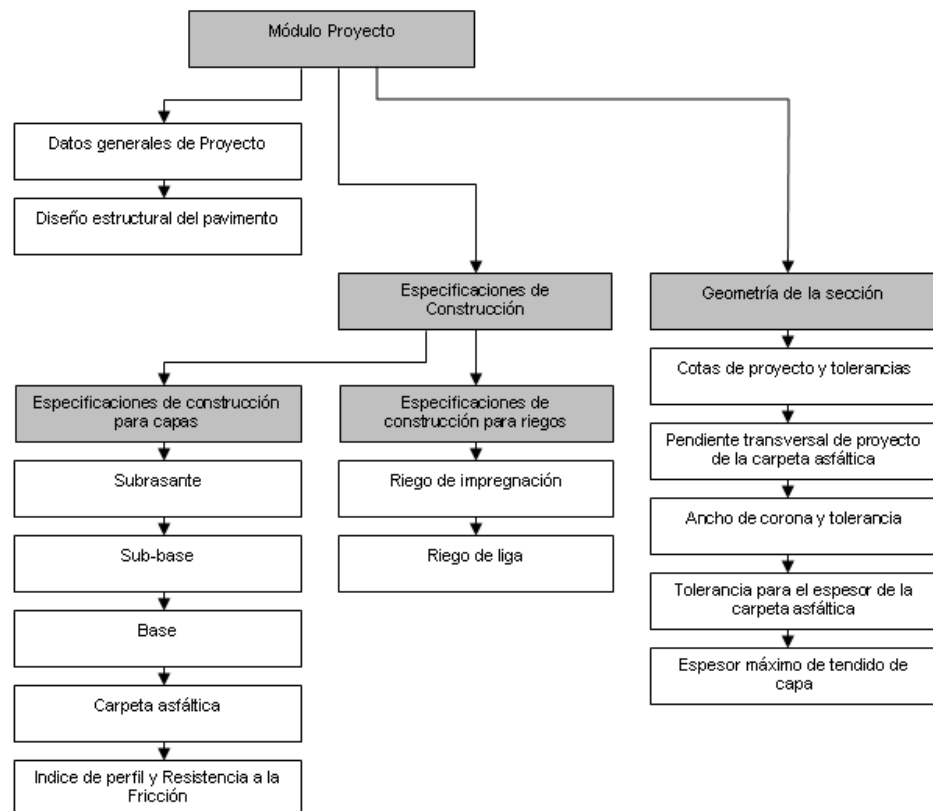 Módulo Proyecto
Datos generales de Proyecto
Diseño estructural del pavimento
Especificaciones de
Construcción
Geometría de la sección
Especificaciones de construcción
para capas
Subrasante
Sub-base
Base
Carpeta asfáltica
Indice de perfil y Resistencia a la
Fricción
Especificaciones de
construcción para riegos
Riego de impregnación
Riego de liga
Cotas de proyecto y tolerancias
Pendiente transversal de proyecto
de la carpeta asfáltica
Ancho de corona y tolerancia
Tolerancia para el espesor de la
carpeta asfáltica
Espesor máximo de tendido de
capa